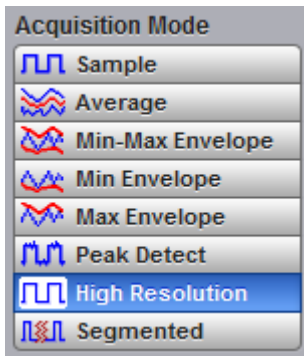 Acquisition Mode
Sample
Average
Min-Max Envelope
Min Envelope
Max Envelope
Peak Detect
High Resolution
Segmented